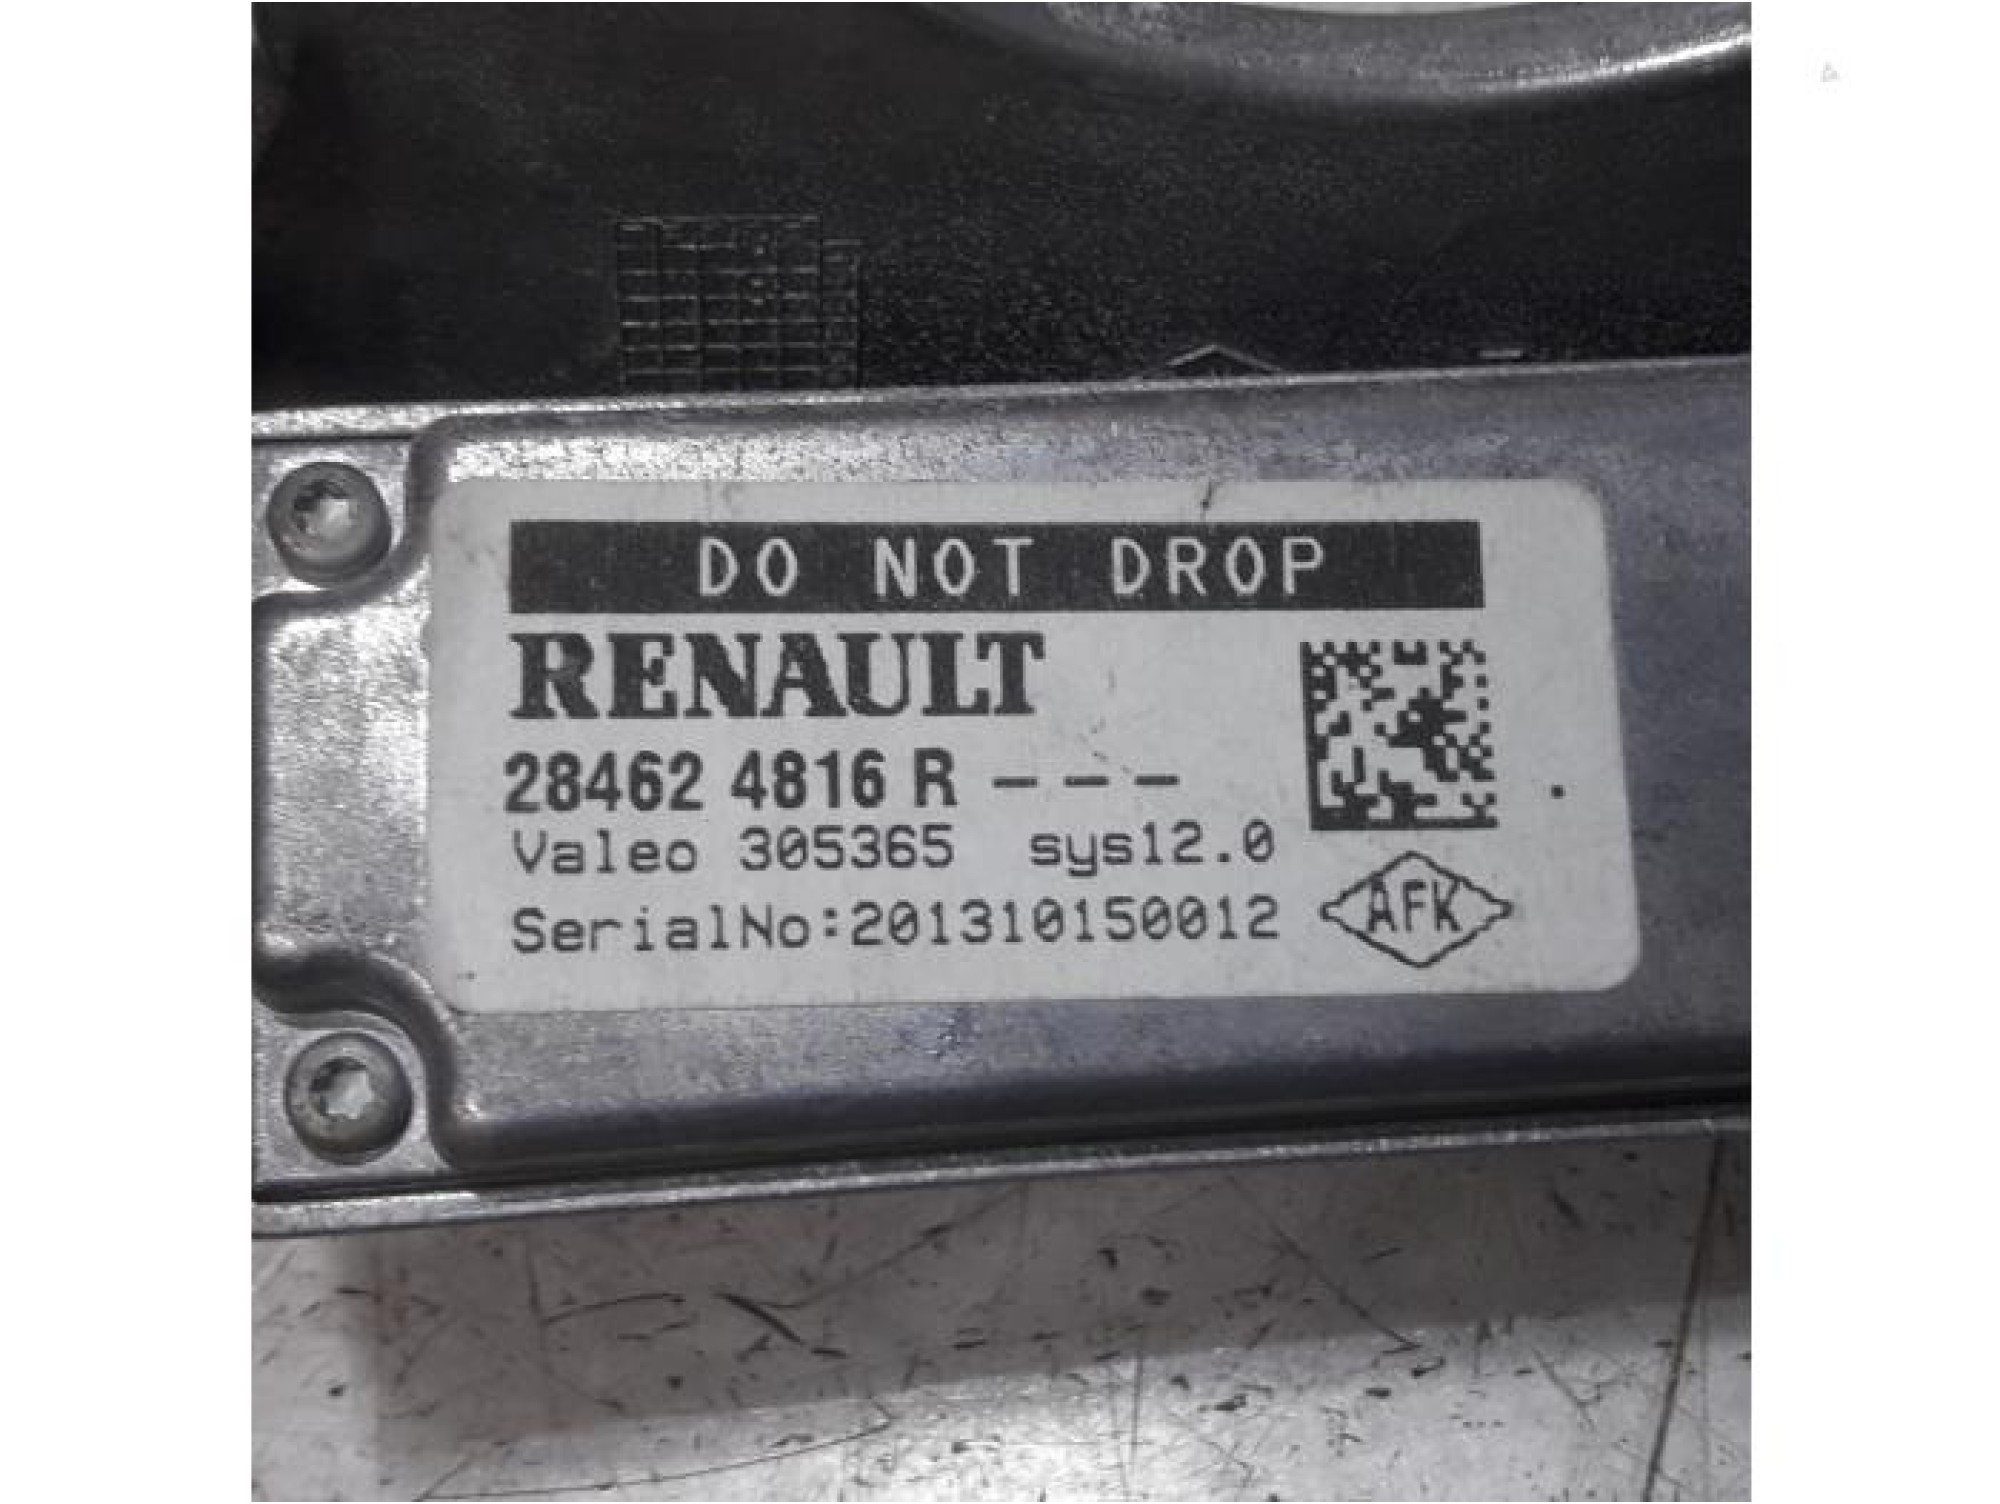 DO NOT DROP
RENAULT
28462 4816 R ---
Valeo 305365 sys12.0
SerialNo:201310150012
AFK